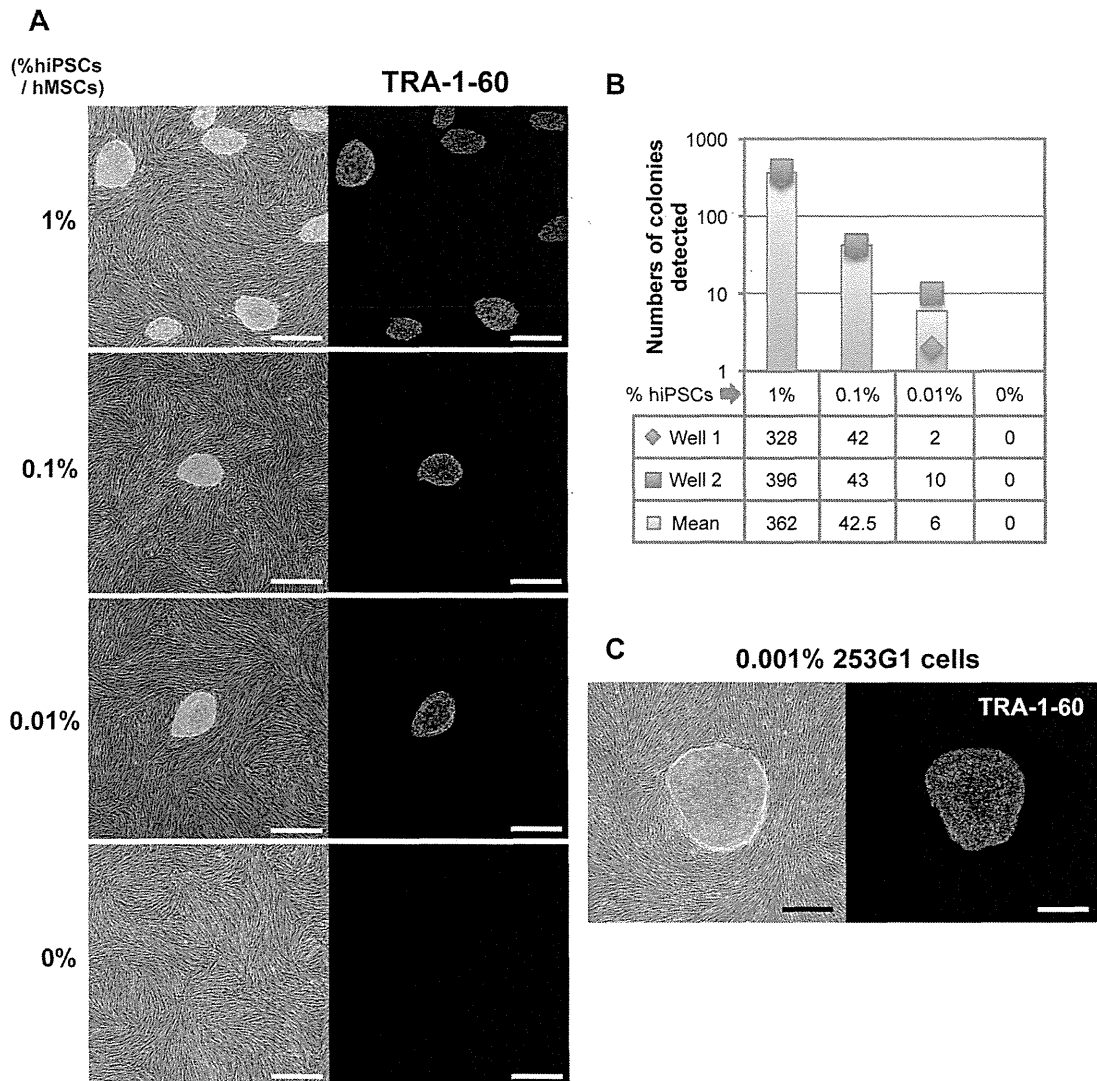 A
(%hiPSCs
/ hMSCs)
TRA-1-60
1%
0.1%
0.01%
0%
B
Numbers of colonies
detected
1000
100
10
1
% hiPSCs 1% 0.1% 0.01% 0%
Well 1 328 42 2 0
Well 2 396 43 10 0
Mean 362 42.5 6 0
C
0.001% 253G1 cells
TRA-1-60